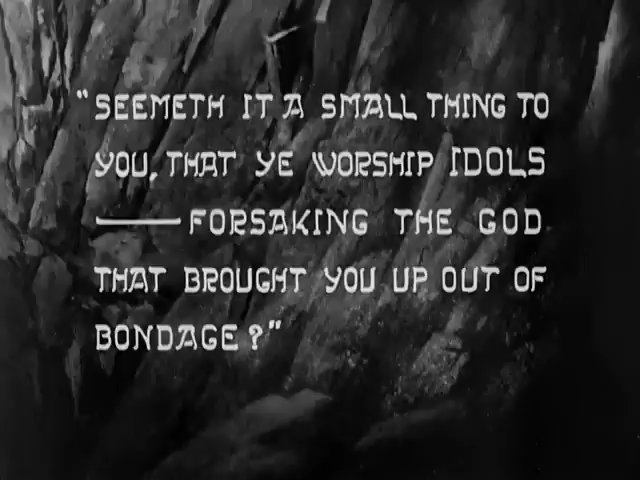 "SEEMETH IT A SMALL THING TO
YOU, THAT YE WORSHIP IDOLS
— FORSAKING THE GOD
THAT BROUGHT YOU UP OUT OF
BONDAGE?"